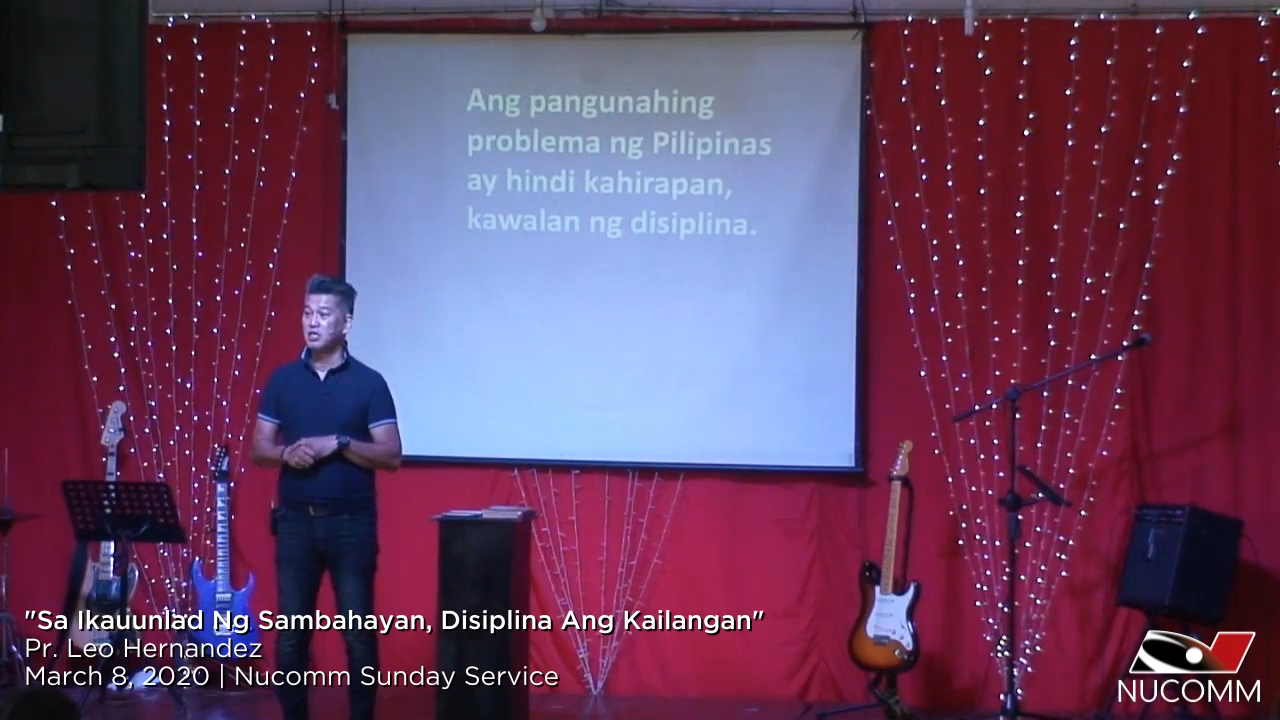 Ang pangunahing
problema ng Pilipinas
ay hindi kahirapan,
kawalan ng disiplina.
"Sa Ikauunlad Ng Sambahayan, Disiplina Ang Kailangan"
Pr. Leo Hernandez
March 8, 2020 | Nucomm Sunday Service
NUCOMM